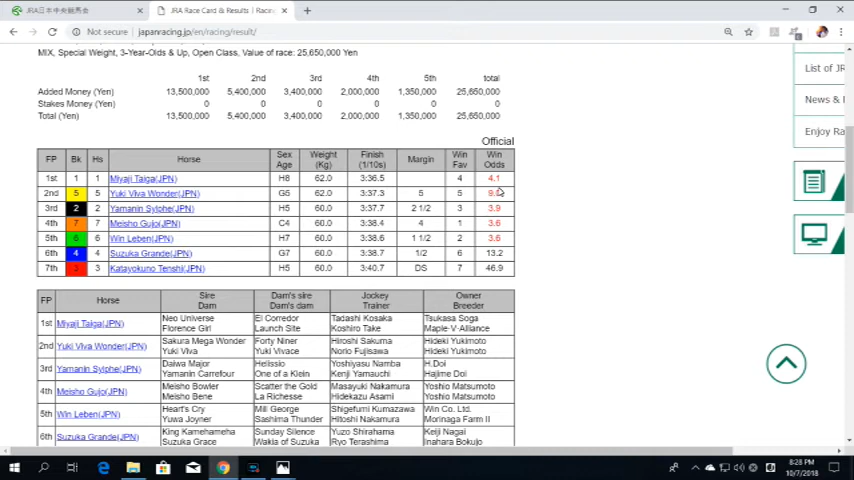 JRA日本中央競馬会
JRA Race Card & Results | Racing
japanracing.jp/en/racing/result/
MIX, Special Weight, 3-Year-Olds & Up, Open Class, Value of race: 25,650,000 Yen
1st 2nd 3rd 4th 5th total
Added Money (Yen) 13,500,000 5,400,000 3,400,000 2,000,000 1,350,000 25,650,000
Stakes Money (Yen) 0 0 0 0 0 0
Total (Yen) 13,500,000 5,400,000 3,400,000 2,000,000 1,350,000 25,650,000
Official
FP Bk Hs Horse Sex Age Weight (Kg) Finish (1/10s) Margin Win Fav Win Odds
1st 1 1 Miyaji Taiga(JPN) H8 62.0 3:36.5 4 4.1
2nd 5 5 Yuki Viva Wonder(JPN) G5 62.0 3:37.3 5 5
3rd 2 2 Yamanin Sylphe(JPN) H5 62.0 3:37.7 2 1/2 3 3.9
4th 7 7 Meisho Gujo(JPN) C4 60.0 3:38.4 4 1 3.6
5th 6 6 Win Leben(JPN) H7 60.0 3:38.6 1 1/2 2 3.6
6th 4 4 Suzuka Grande(JPN) G7 60.0 3:38.7 1/2 6 13.2
7th 3 3 Katayokuno Tenshi(JPN) H5 60.0 3:40.7 DS 7 46.9
FP Horse Sire Dam Dam's sire Dam's dam Jockey Trainer Owner Breeder
1st Miyaji Taiga(JPN) Neo Universe El Corredor Tadashi Kosaka Tsukasa Soga
Florence Girl Launch Site Koshiro Take Maple-V-Alliance
2nd Yuki Viva Wonder(JPN) Sakura Mega Wonder Forty Niner Hiroshi Sakuma Hideki Yukimoto
Yuki Viva Yuki Vivace Norio Fujisawa Hideki Yukimoto
3rd Yamanin Sylphe(JPN) Daiwa Major Helissio Yoshiyasu Namba H.Doi
Yamanin Carrefour One of a Klein Kenji Yamauchi Hajime Doi
4th Meisho Gujo(JPN) Meisho Bowler Scatter the Gold Masayuki Nakamura Yoshio Matsumoto
Meisho Bene La Richesse Hidekazu Asami Yoshio Matsumoto
5th Win Leben(JPN) Heart's Cry Mill George Shigefumi Kumazawa Win Co. Ltd.
Yuwa Joyner Sashima Thunder Hitoshi Nakamura Morinaga Farm II
6th Suzuka Grande(JPN) King Kamehameha Sunday Silence Yuzo Shirahama Keiji Nagai
Suzuka Grace Wakia of Suzuka Ryo Terashima Inahara Bokujo
List of JR
News &
Enjoy Ra
8:28 PM
10/7/2018